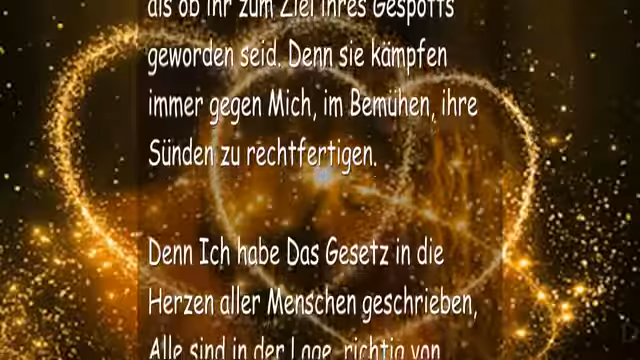 als ob ihr zum Ziel ihres Gespötts
geworden seid. Denn sie kämpfen
immer gegen Mich, im Bemühen, ihre
Sünden zu rechtfertigen.
Denn Ich habe Das Gesetz in die
Herzen aller Menschen geschrieben,
Alle sind in der Lage, richtig von